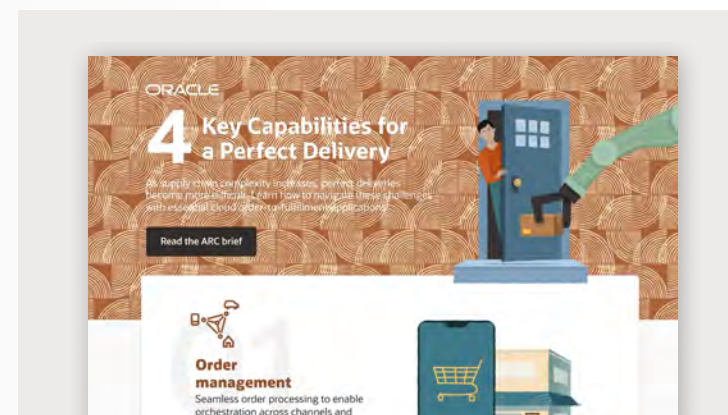 ORACLE
4 Key Capabilities for
a Perfect Delivery
As supply chain complexity increases, perfect deliveries
become more difficult. Learn how to navigate these challenges
with essential cloud order-to-fulfillment applications.
Read the ARC brief
01
Order
management
Seamless order processing to enable
orchestration across channels and